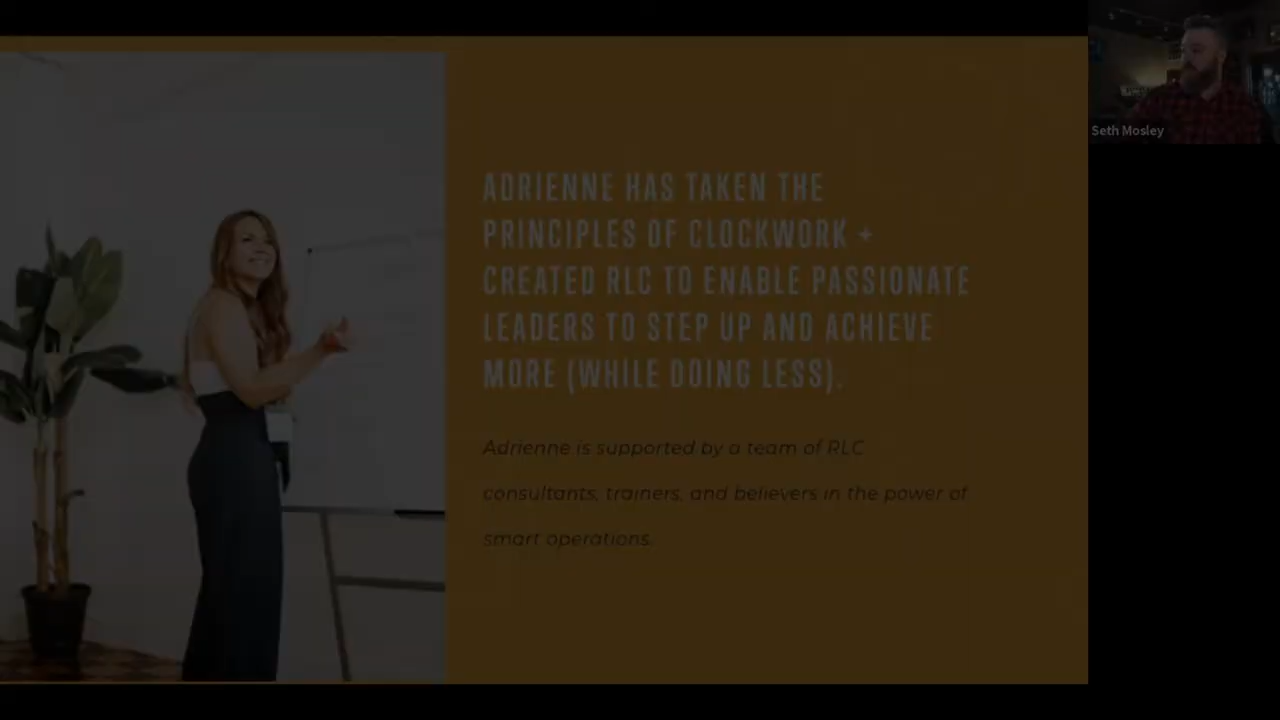 ADRIENNE HAS TAKEN THE
PRINCIPLES OF CLOCKWORK +
CREATED RLC TO ENABLE PASSIONATE
LEADERS TO STEP UP AND ACHIEVE
MORE (WHILE DOING LESS).
Adrienne is supported by a team of RLC
consultants, trainers, and believers in the power of
smart operations.
Seth Mosley